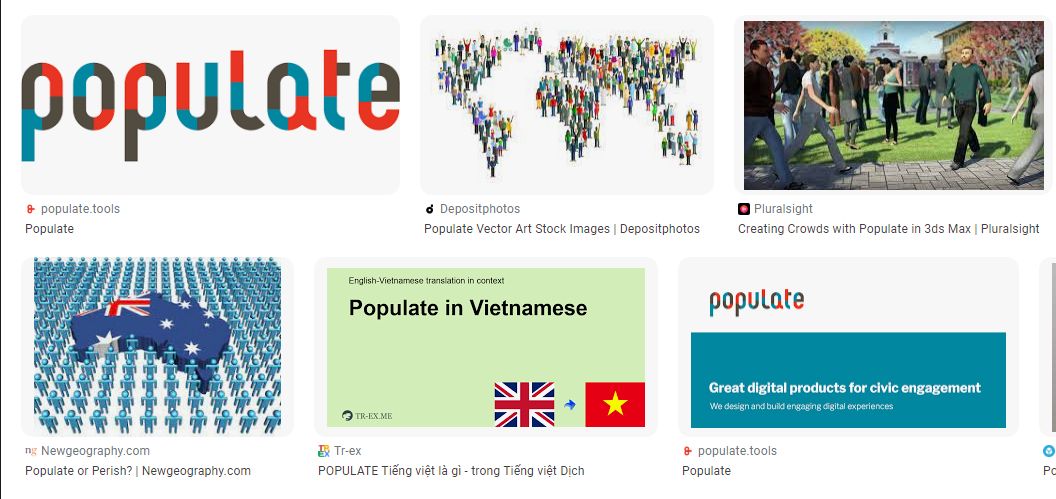 populate
populate.tools
Populate
Depositphotos
Populate Vector Art Stock Images | Depositphotos
Pluralsight
Creating Crowds with Populate in 3ds Max | Pluralsight
ng Newgeography.com
Populate or Perish? | Newgeography.com
English-Vietnamese translation in context
Populate in Vietnamese
TR-EX.ME
TR
EX
Tr-ex
POPULATE Tiếng việt là gì - trong Tiếng việt Dịch
populate
Great digital products for civic engagement
We design and build engaging digital experiences
populate.tools
Populate